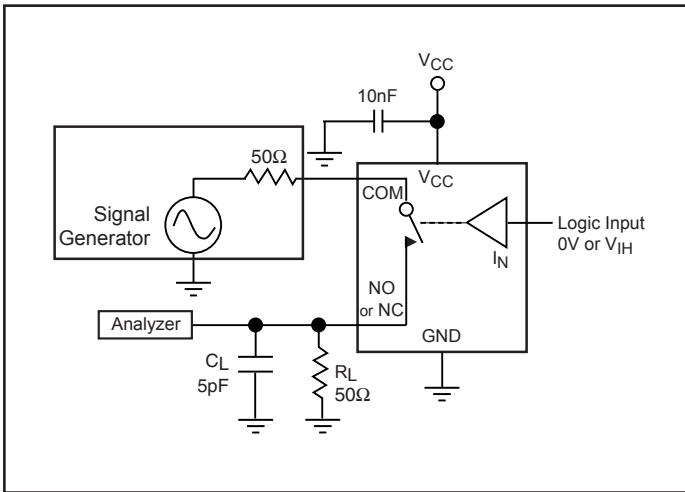 VCC
10nF
50Ω
VCC
COM
Signal
Generator
Logic Input
0V or VIH
IN
NO
or NC
Analyzer
GND
CL
5pF
RL
50Ω